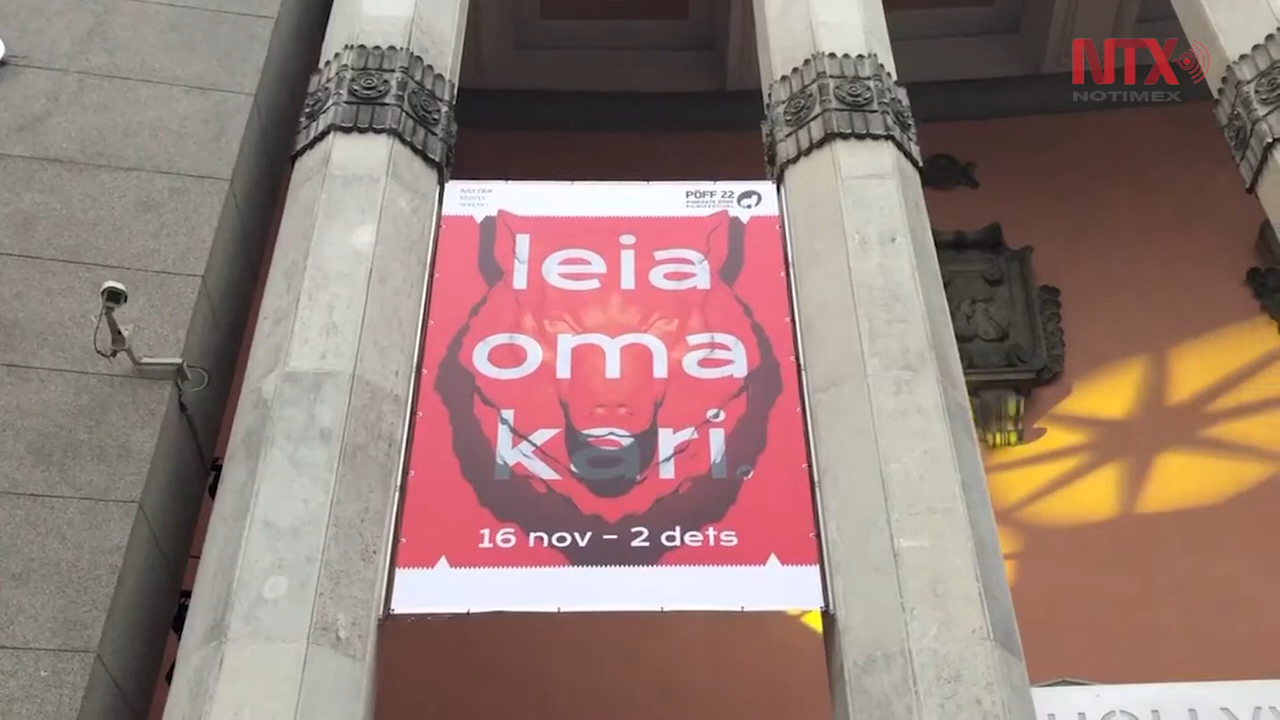 NTX
NOTIMEX
PÖFF 22
leia
oma
kari.
16 nov – 2 dets